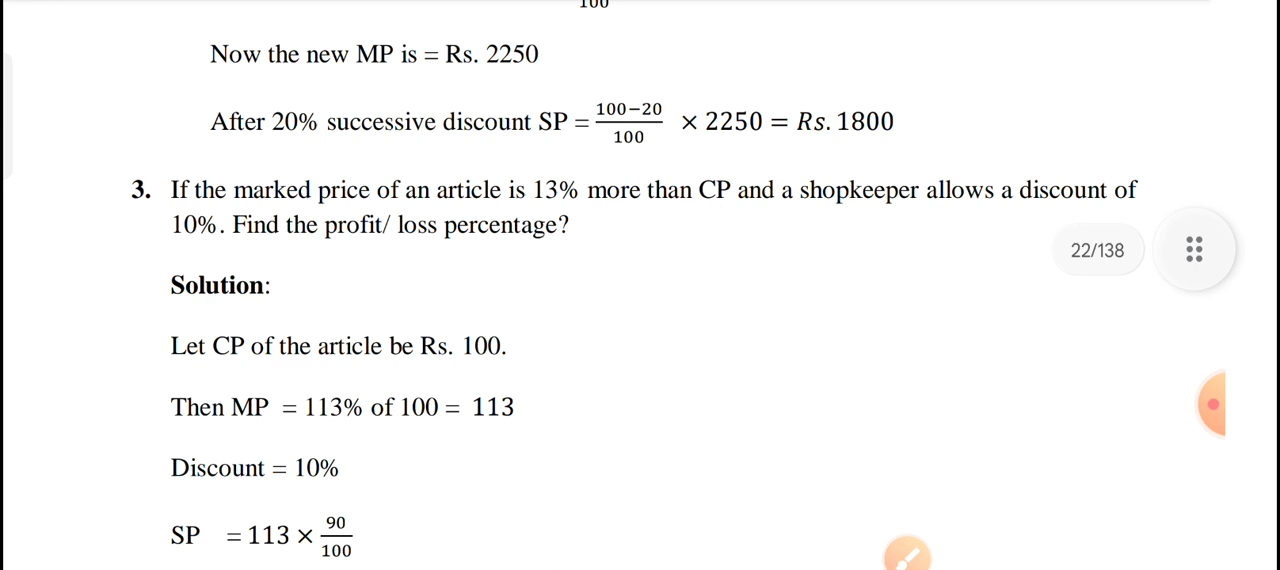 100
Now the new MP is = Rs. 2250
After 20% successive discount SP = 100−20/100 × 2250 = Rs. 1800
3. If the marked price of an article is 13% more than CP and a shopkeeper allows a discount of
10%. Find the profit/ loss percentage?
22/138
Solution:
Let CP of the article be Rs. 100.
Then MP = 113% of 100 = 113
Discount = 10%
SP = 113 × 90/100